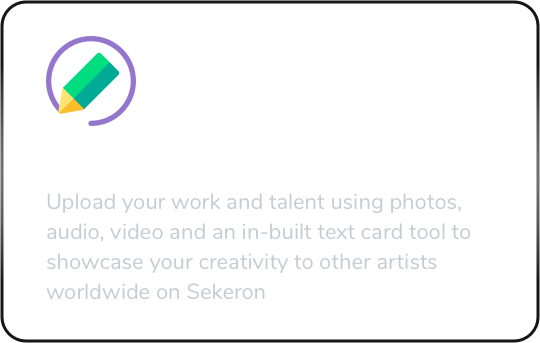 Upload your work and talent using photos,
audio, video and an in-built text card tool to
showcase your creativity to other artists
worldwide on Sekeron